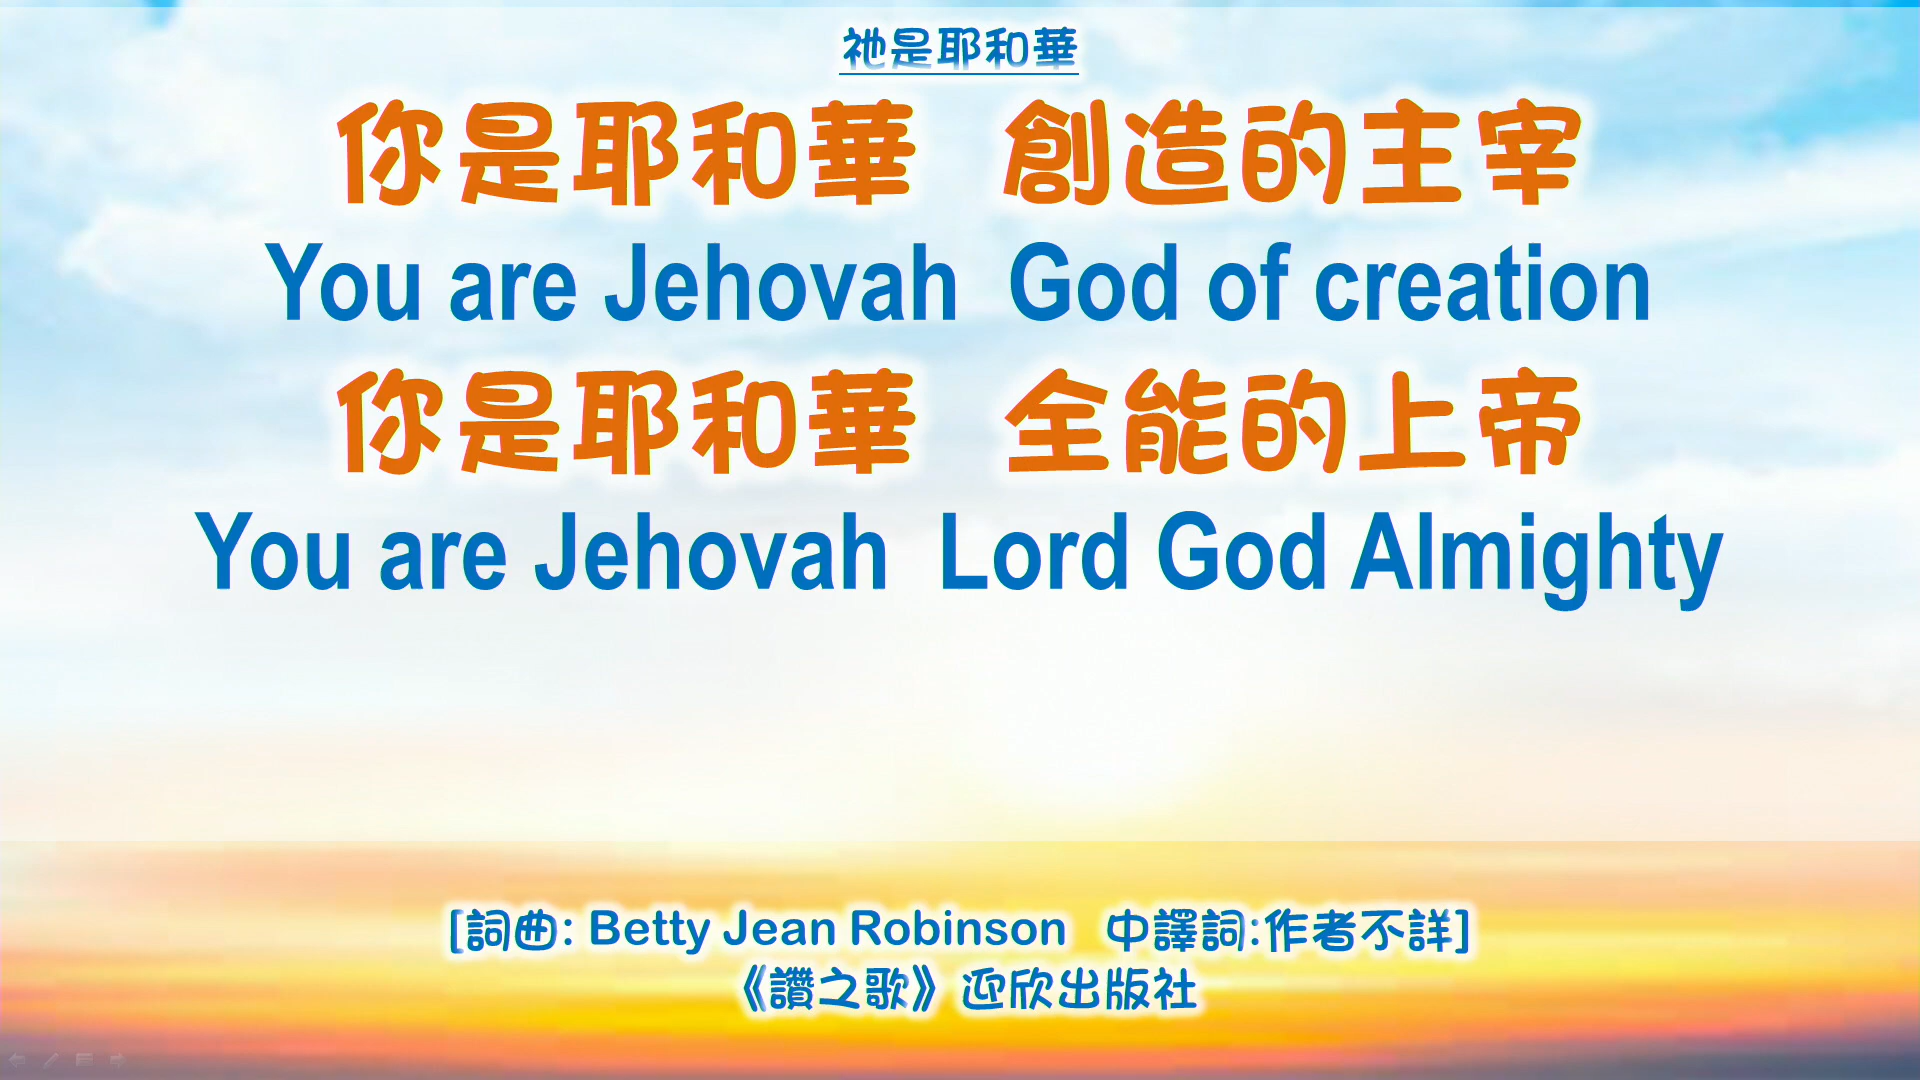 祂是耶和華
你是耶和華 創造的主宰
You are Jehovah God of creation
你是耶和華 全能的上帝
You are Jehovah Lord God Almighty
[詞曲: Betty Jean Robinson 中譯詞:作者不詳]
《讚之歌》迎欣出版社